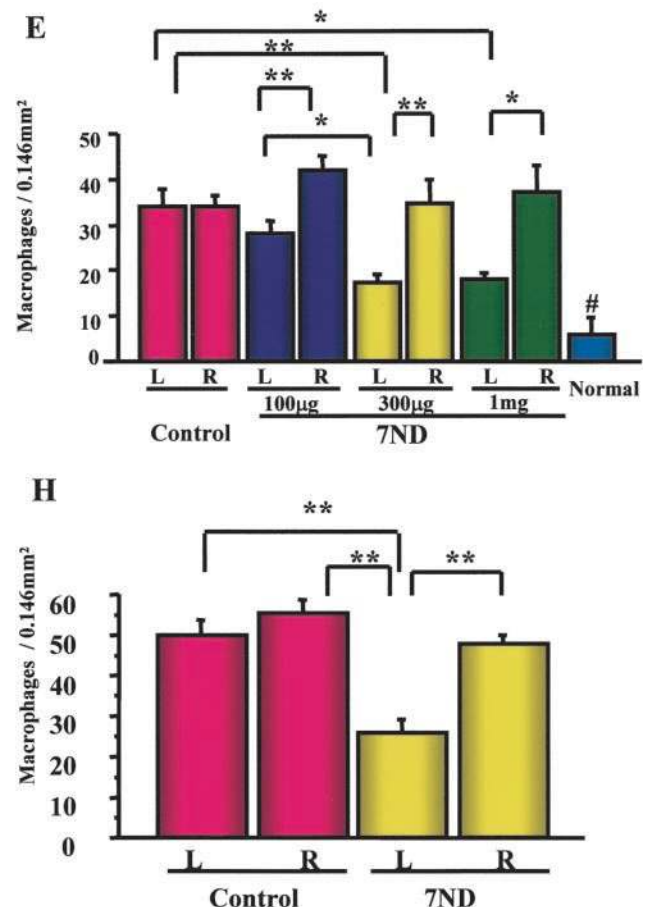 E
*
**
** ** *
*
Macrophages / 0.146mm²
50
40
30
20
10
0
#
L R L R L R L R Normal
100µg 300µg 1mg
Control 7ND
H
**
** **
Macrophages / 0.146mm²
60
50
40
30
20
10
0
L R L R
Control 7ND